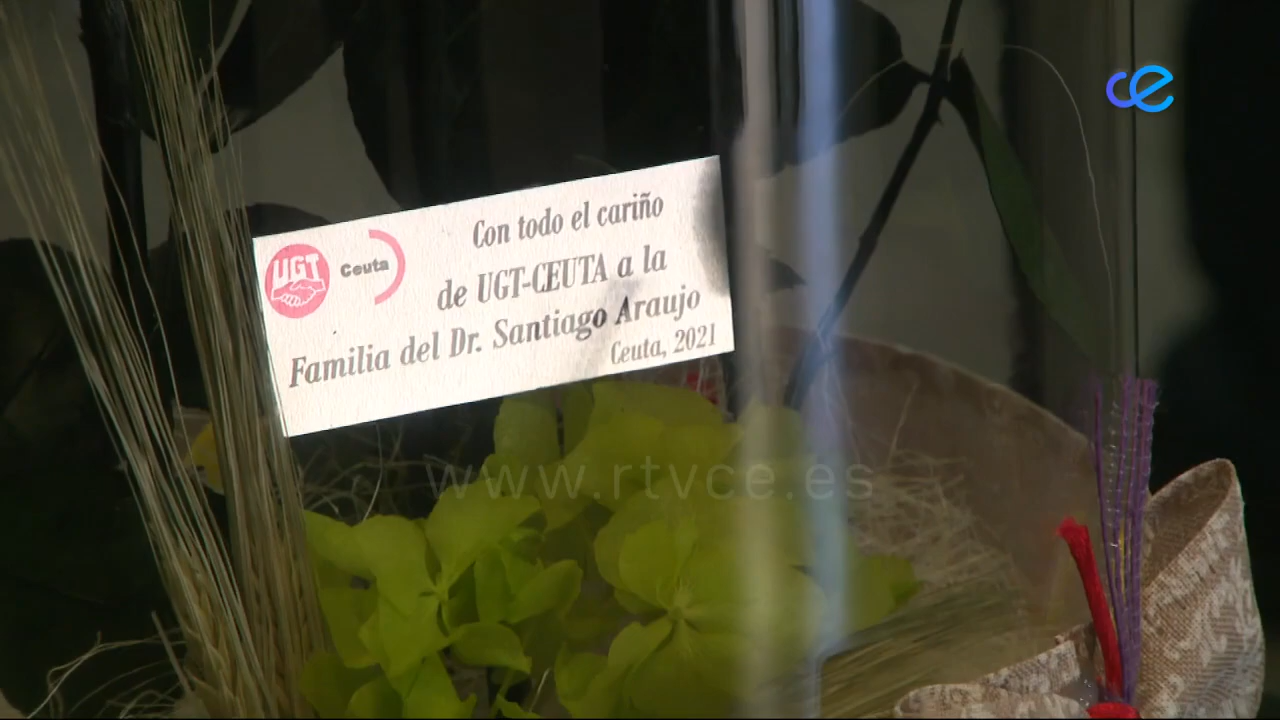 ce
UGT
Ceuta
Con todo el cariño
de UGT-CEUTA a la
Familia del Dr. Santiago Araujo
Ceuta, 2021
www.rtvce.es